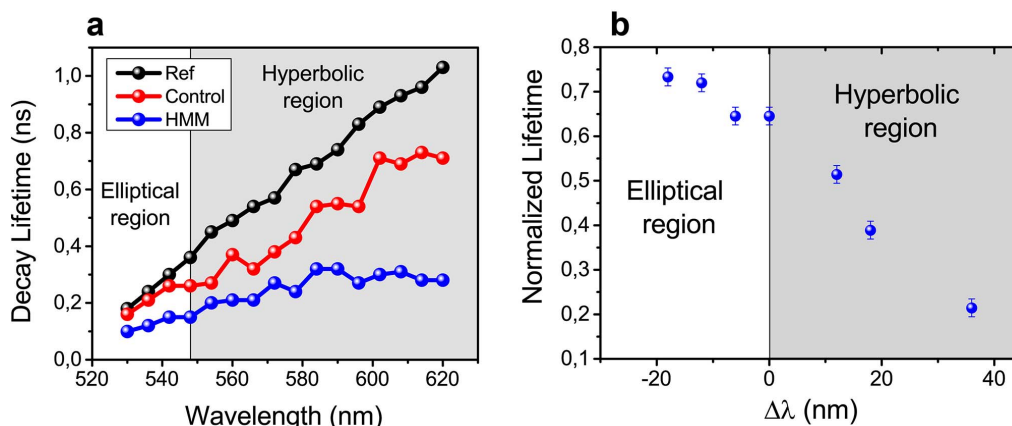 a
Decay Lifetime (ns)
1,0
0,8
0,6
0,4
0,2
0,0
Ref
Control
HMM
Hyperbolic
region
Elliptical
region
520
540
560
580
600
620
Wavelength (nm)
b
Normalized Lifetime
0,8
0,7
0,6
0,5
0,4
0,3
0,2
0,1
Elliptical
region
Hyperbolic
region
-20
0
20
40
Δλ (nm)